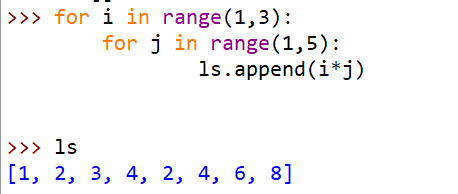 >>> for i in range(1,3):
        for j in range(1,5):
                ls.append(i*j)
>>> ls
[1, 2, 3, 4, 2, 4, 6, 8]